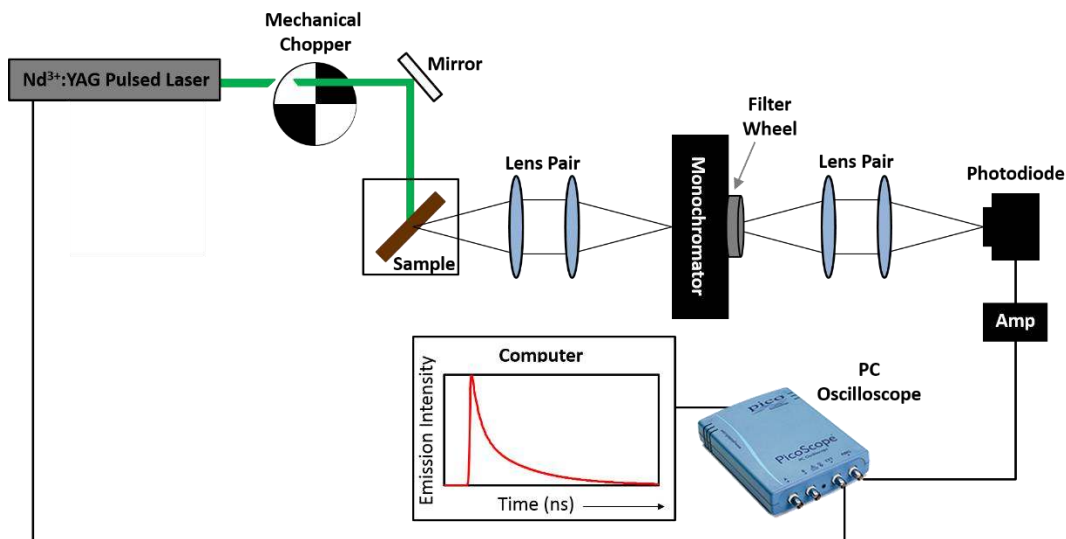 Mechanical
Chopper
Nd³⁺:YAG Pulsed Laser
Mirror
Filter
Wheel
Lens Pair
Monochromator
Lens Pair
Photodiode
Sample
Amp
Computer
Emission Intensity
Time (ns)
PC
Oscilloscope
pico
PicoScope